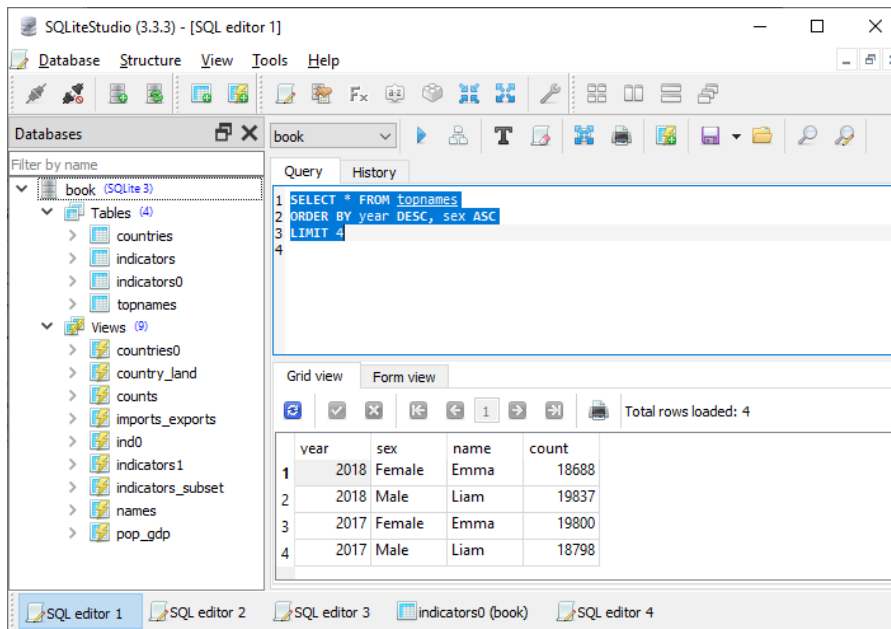 SQLiteStudio (3.3.3) - [SQL editor 1]
Database Structure View Tools Help
Databases
Filter by name
book (SQLite 3)
Tables (4)
countries
indicators
indicators0
topnames
Views (9)
countries0
country_land
counts
imports_exports
ind0
indicators1
indicators_subset
names
pop_gdp
book
Query History
1 SELECT * FROM topnames
2 ORDER BY year DESC, sex ASC
3 LIMIT 4
4
Grid view Form view
1 Total rows loaded: 4
year sex name count
1 2018 Female Emma 18688
2 2018 Male Liam 19837
3 2017 Female Emma 19800
4 2017 Male Liam 18798
SQL editor 1 SQL editor 2 SQL editor 3 indicators0 (book) SQL editor 4